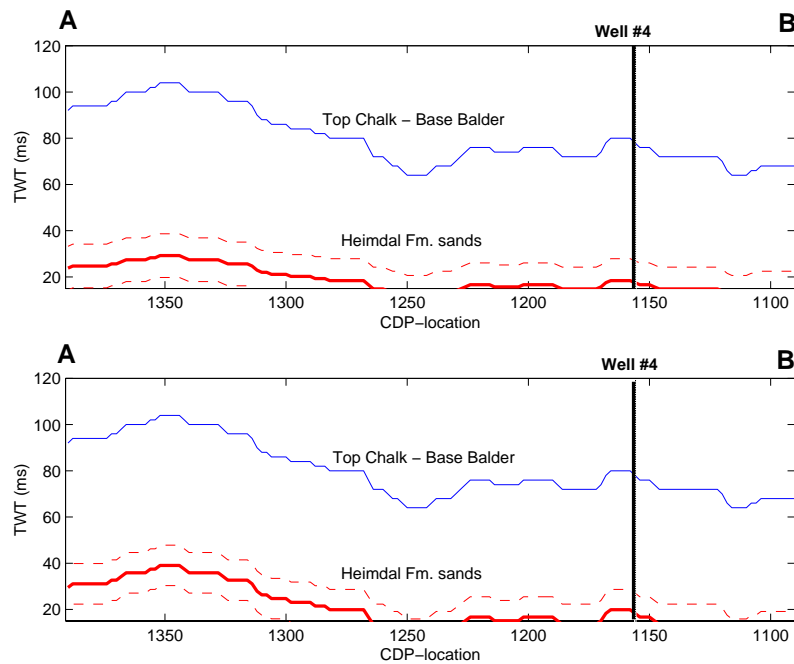 A
Well #4
B
120
100
80
60
40
20
TWT (ms)
Top Chalk − Base Balder
Heimdal Fm. sands
1350
1300
1250
1200
1150
1100
CDP−location
A
Well #4
B
120
100
80
60
40
20
TWT (ms)
Top Chalk − Base Balder
Heimdal Fm. sands
1350
1300
1250
1200
1150
1100
CDP−location